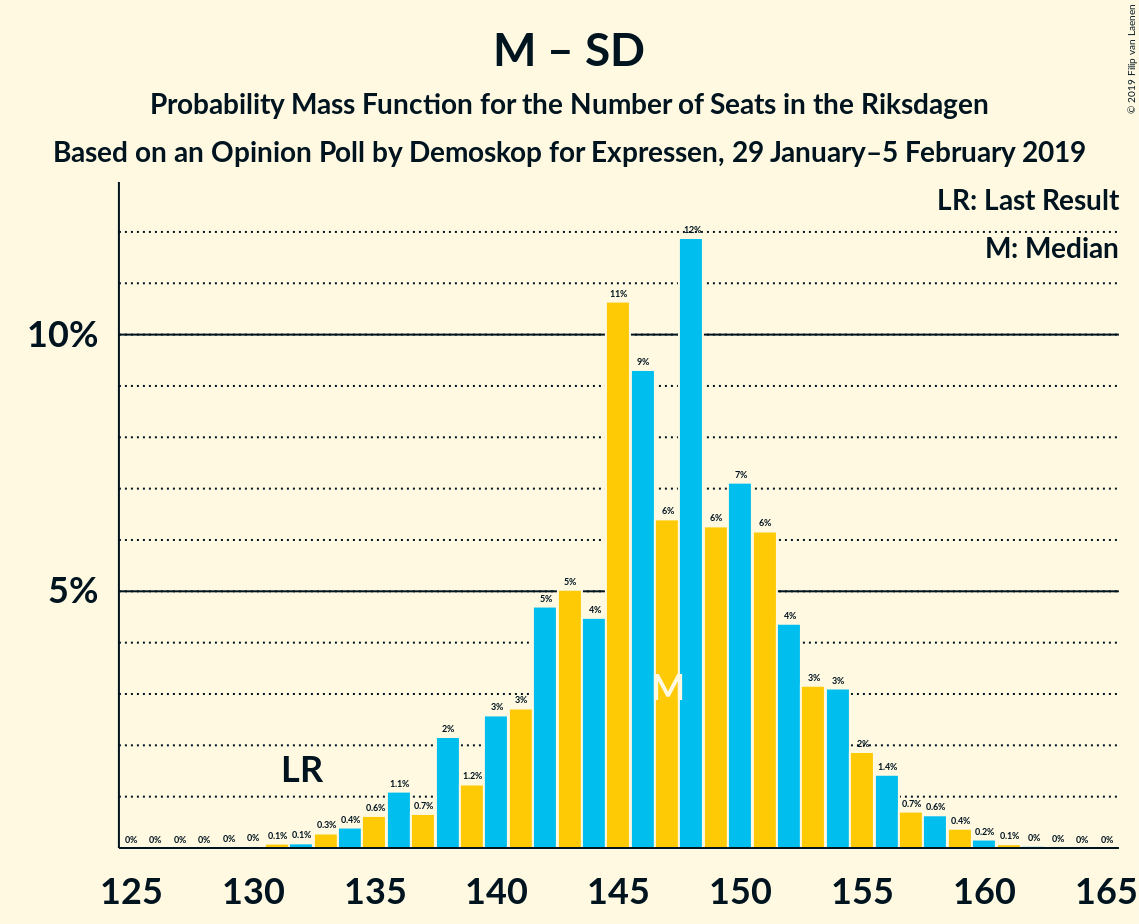 M – SD
Probability Mass Function for the Number of Seats in the Riksdagen
Based on an Opinion Poll by Demoskop for Expressen, 29 January–5 February 2019
© 2019 Filip van Laenen
LR: Last Result
M: Median
10%
5%
LR
M
0% 0% 0% 0% 0% 0% 0.1% 0.1% 0.3% 0.4% 0.6% 1.1% 0.7% 2% 1.2% 3% 3% 5% 5% 4% 11% 9% 6% 12% 6% 7% 6% 4% 3% 3% 2% 1.4% 0.7% 0.6% 0.4% 0.2% 0.1% 0% 0% 0% 0%
125 130 135 140 145 150 155 160 165